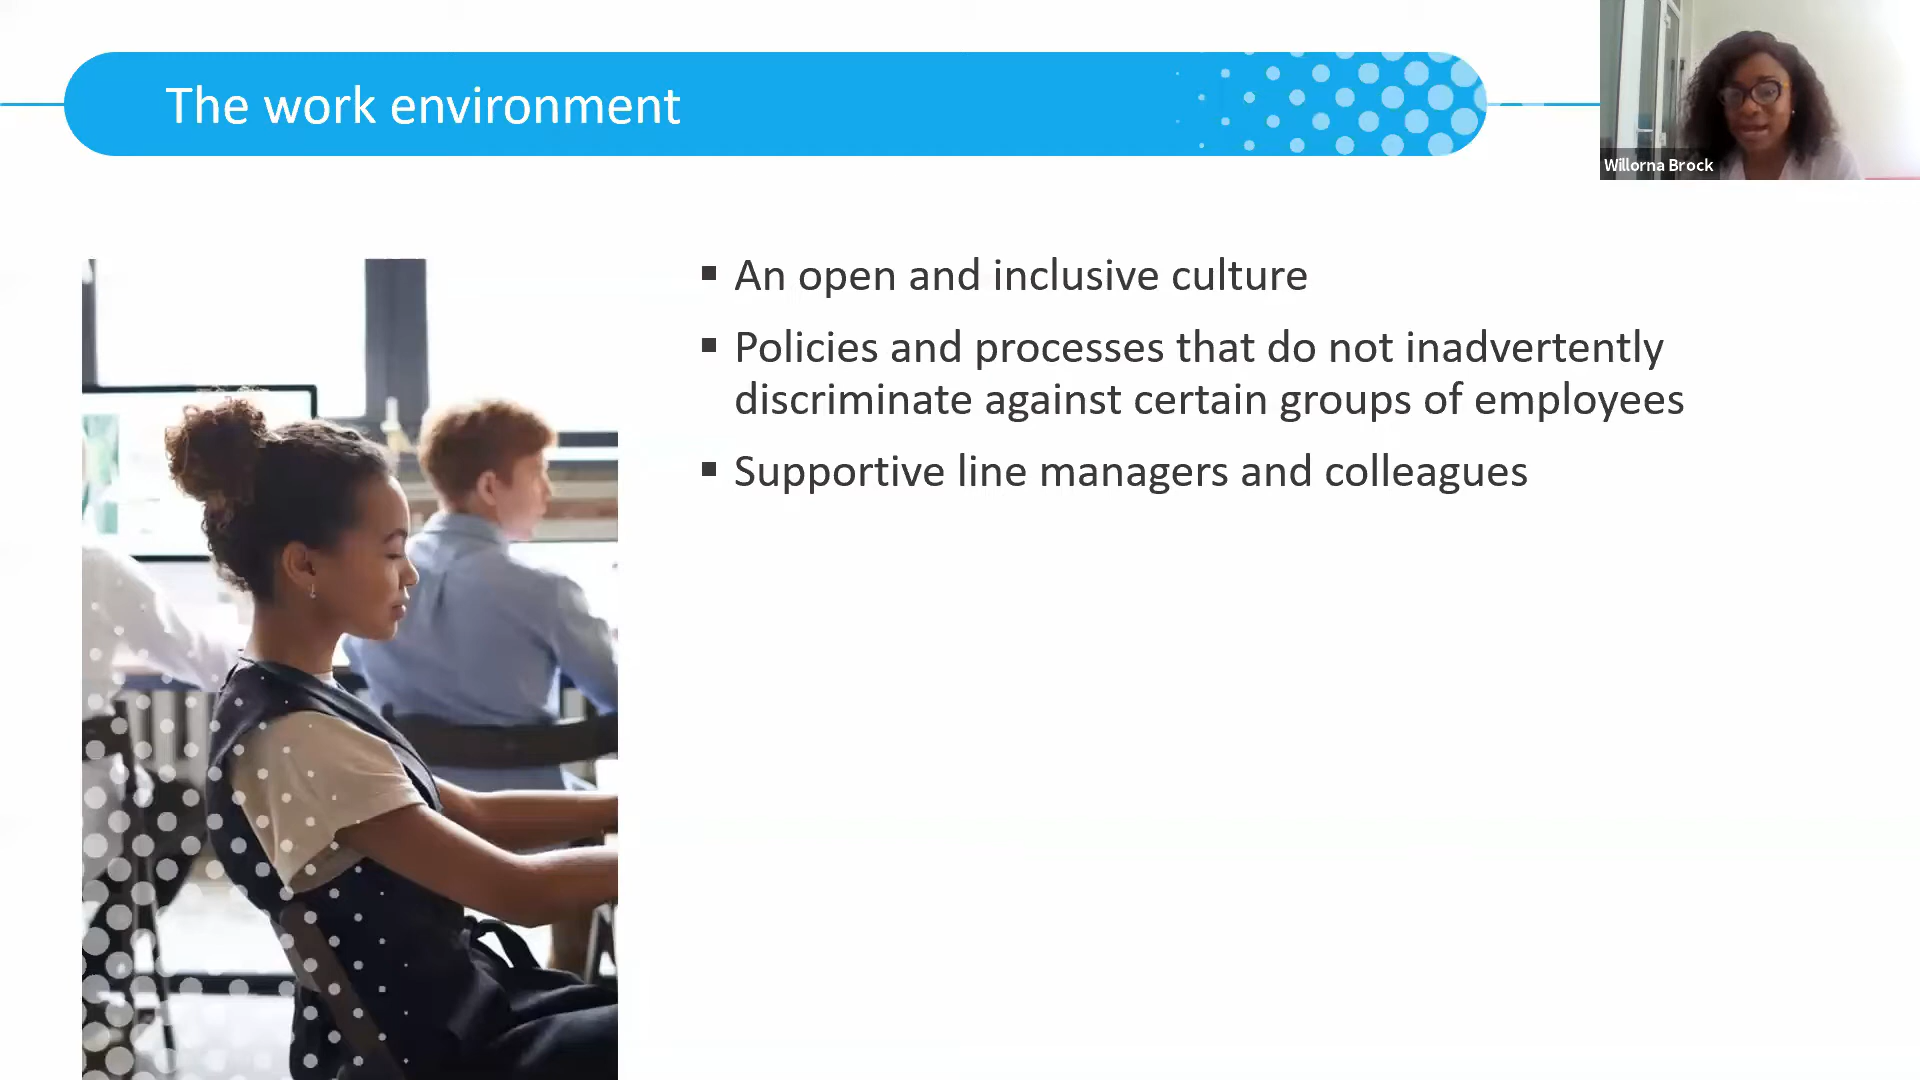 The work environment
Willorna Brock
▪ An open and inclusive culture
▪ Policies and processes that do not inadvertently
discriminate against certain groups of employees
▪ Supportive line managers and colleagues